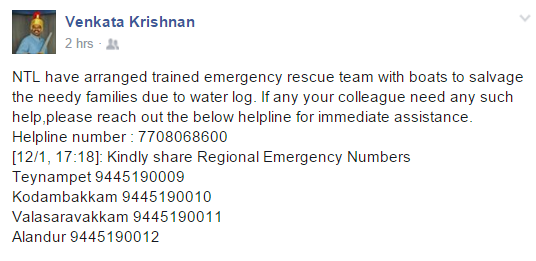 Venkata Krishnan
2 hrs ·
NTL have arranged trained emergency rescue team with boats to salvage
the needy families due to water log. If any your colleague need any such
help,please reach out the below helpline for immediate assistance.
Helpline number : 7708068600
[12/1, 17:18]: Kindly share Regional Emergency Numbers
Teynampet 9445190009
Kodambakkam 9445190010
Valasaravakkam 9445190011
Alandur 9445190012